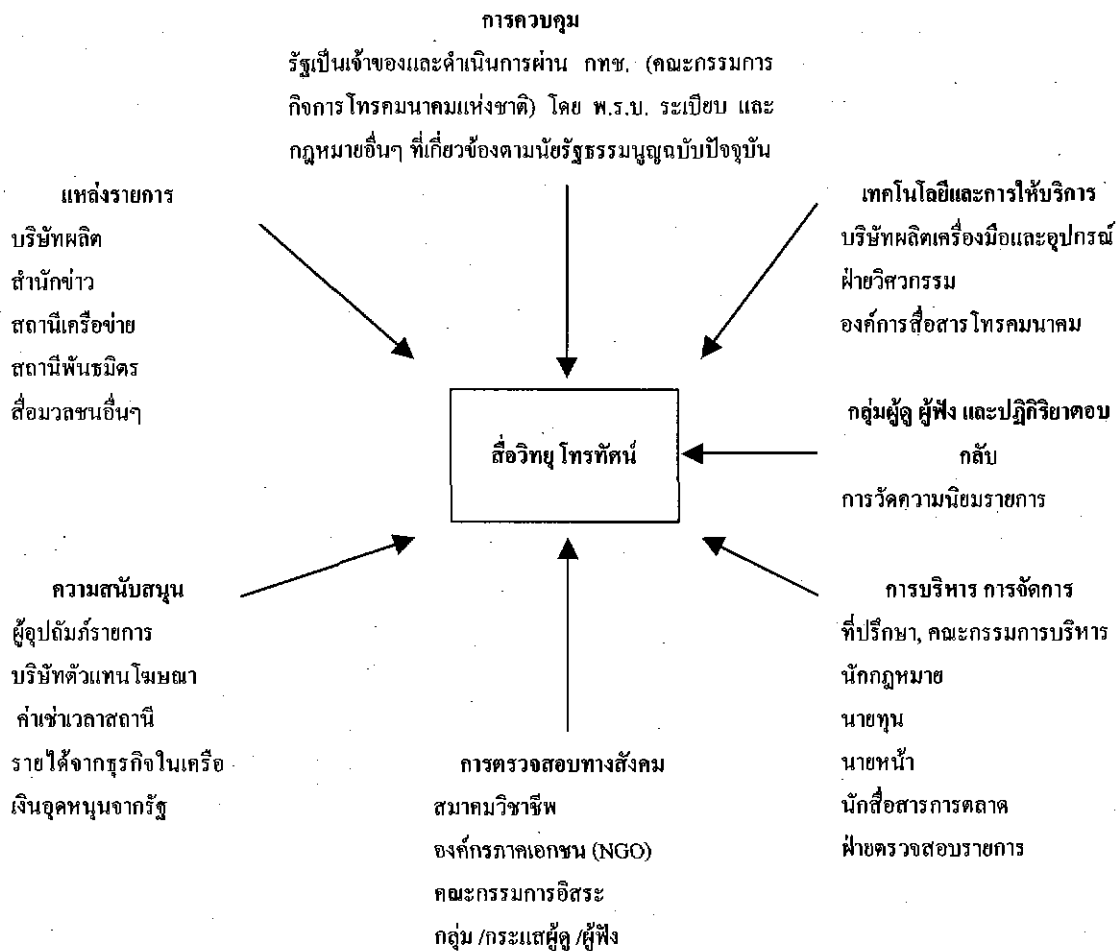 การควบคุม
รัฐเป็นเจ้าของและดำเนินการผ่าน กทช. (คณะกรรมการ
กิจการโทรคมนาคมแห่งชาติ) โดย พ.ร.บ. ระเบียบ และ
กฎหมายอื่นๆ ที่เกี่ยวข้องตามนัยรัฐธรรมนูญฉบับปัจจุบัน
แหล่งรายการ
บริษัทผลิต
สำนักข่าว
สถานีเครือข่าย
สถานีพันธมิตร
สื่อมวลชนอื่นๆ
เทคโนโลยีและการให้บริการ
บริษัทผลิตเครื่องมือและอุปกรณ์
ฝ่ายวิศวกรรม
องค์การสื่อสารโทรคมนาคม
สื่อวิทยุ โทรทัศน์
กลุ่มผู้ดู ผู้ฟัง และปฏิกิริยาตอบ
กลับ
การวัดความนิยมรายการ
ความสนับสนุน
ผู้อุปถัมภ์รายการ
บริษัทตัวแทนโฆษณา
ค่าเช่าเวลาสถานี
รายได้จากธุรกิจในเครือ
เงินอุดหนุนจากรัฐ
การตรวจสอบทางสังคม
สมาคมวิชาชีพ
องค์กรภาคเอกชน (NGO)
คณะกรรมการอิสระ
กลุ่ม /กระแสผู้ดู /ผู้ฟัง
การบริหาร การจัดการ
ที่ปรึกษา, คณะกรรมการบริหาร
นักกฎหมาย
นายทุน
นายหน้า
นักสื่อสารการตลาด
ฝ่ายตรวจสอบรายการ